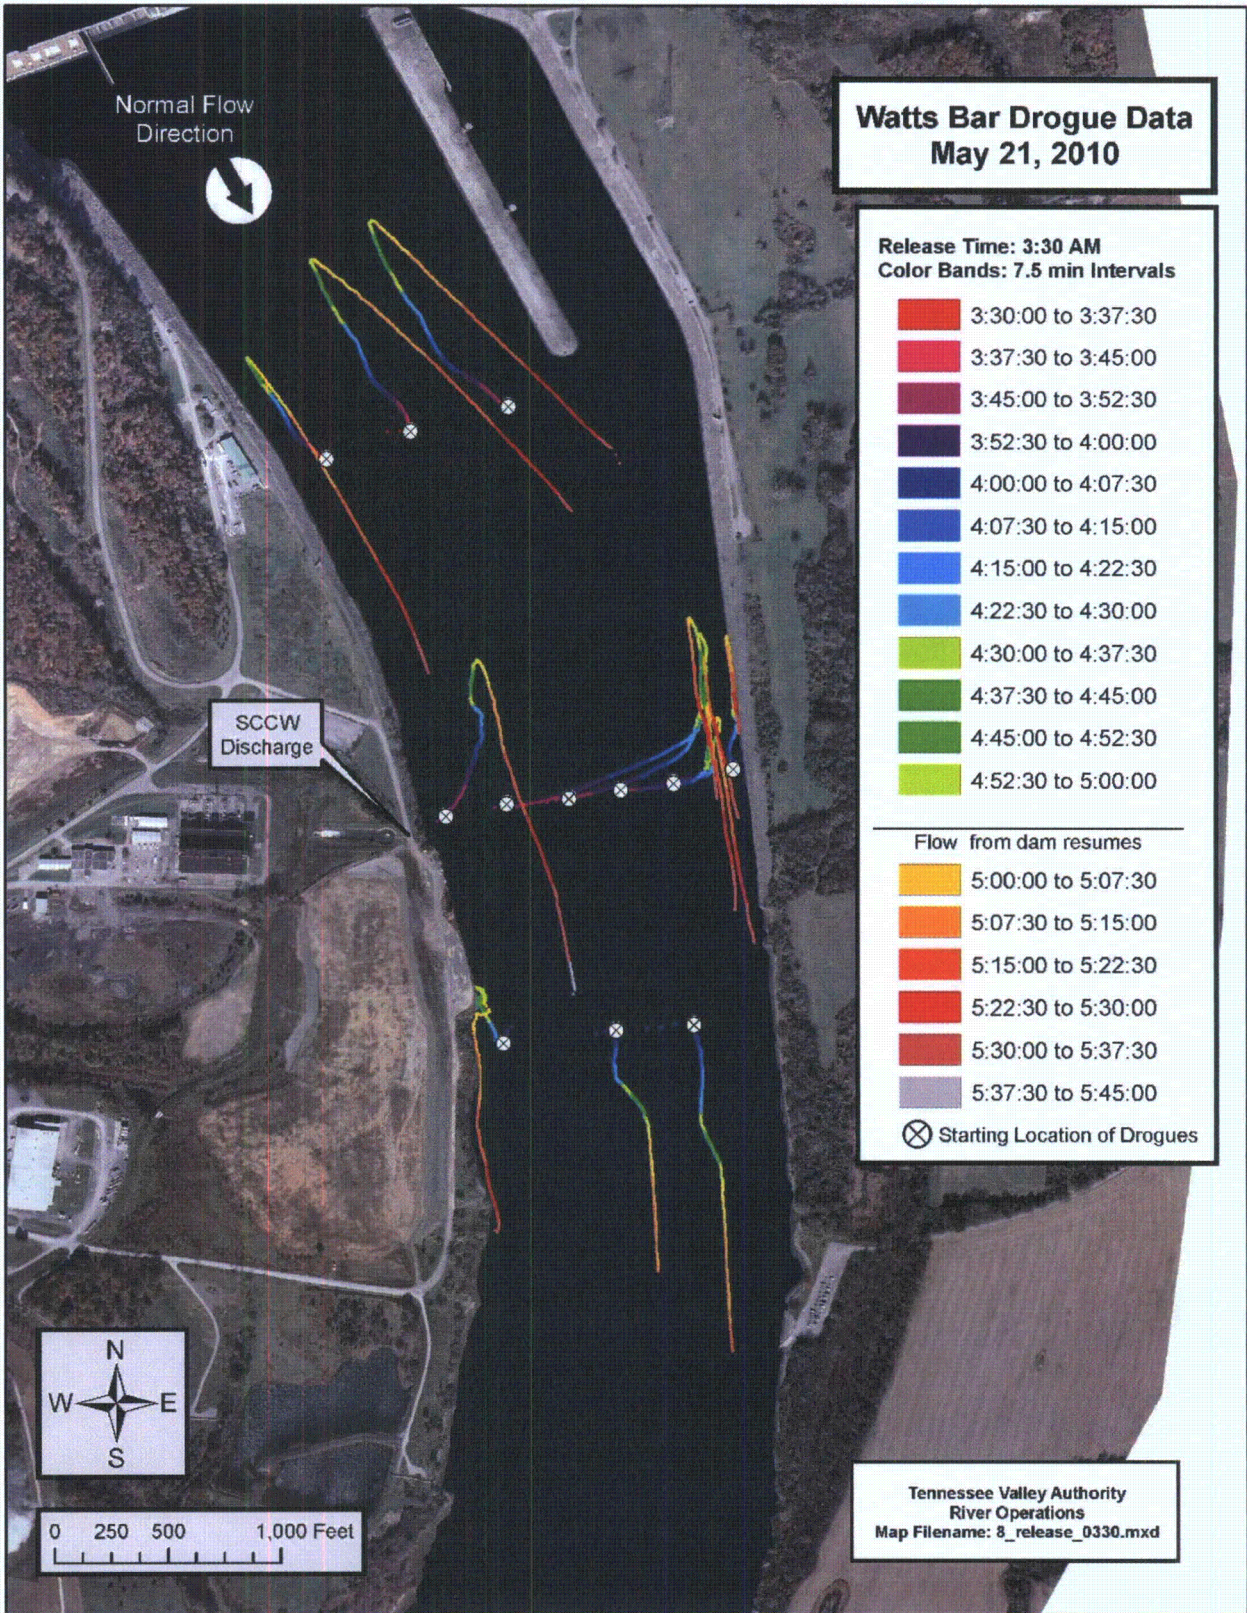 Normal Flow
Direction
Watts Bar Drogue Data
May 21, 2010
Release Time: 3:30 AM
Color Bands: 7.5 min Intervals
3:30:00 to 3:37:30
3:37:30 to 3:45:00
3:45:00 to 3:52:30
3:52:30 to 4:00:00
4:00:00 to 4:07:30
4:07:30 to 4:15:00
4:15:00 to 4:22:30
4:22:30 to 4:30:00
4:30:00 to 4:37:30
4:37:30 to 4:45:00
4:45:00 to 4:52:30
4:52:30 to 5:00:00
Flow from dam resumes
5:00:00 to 5:07:30
5:07:30 to 5:15:00
5:15:00 to 5:22:30
5:22:30 to 5:30:00
5:30:00 to 5:37:30
5:37:30 to 5:45:00
Starting Location of Drogues
SCCW
Discharge
N
W E
S
0 250 500 1,000 Feet
Tennessee Valley Authority
River Operations
Map Filename: 8_release_0330.mxd